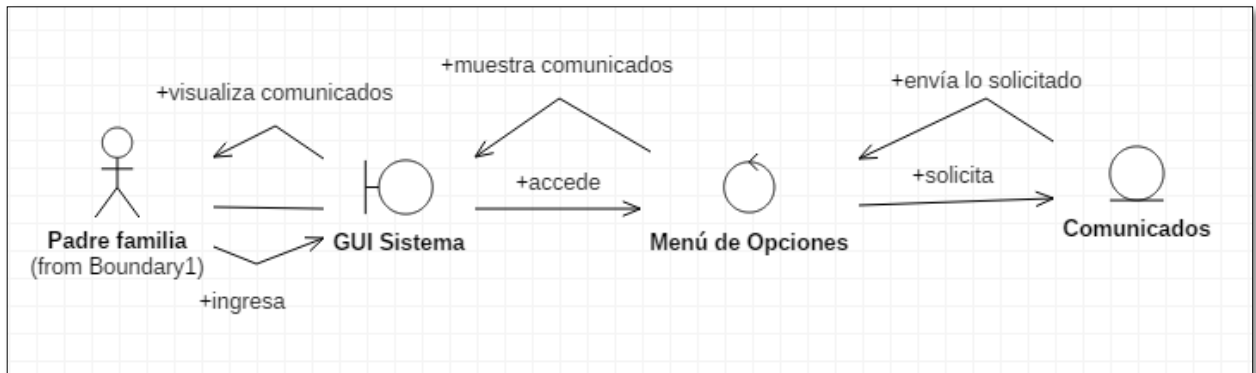 +muestra comunicados
+envía lo solicitado
+visualiza comunicados
+accede
+solicita
Padre familia
(from Boundary1)
GUI Sistema
Menú de Opciones
Comunicados
+ingresa